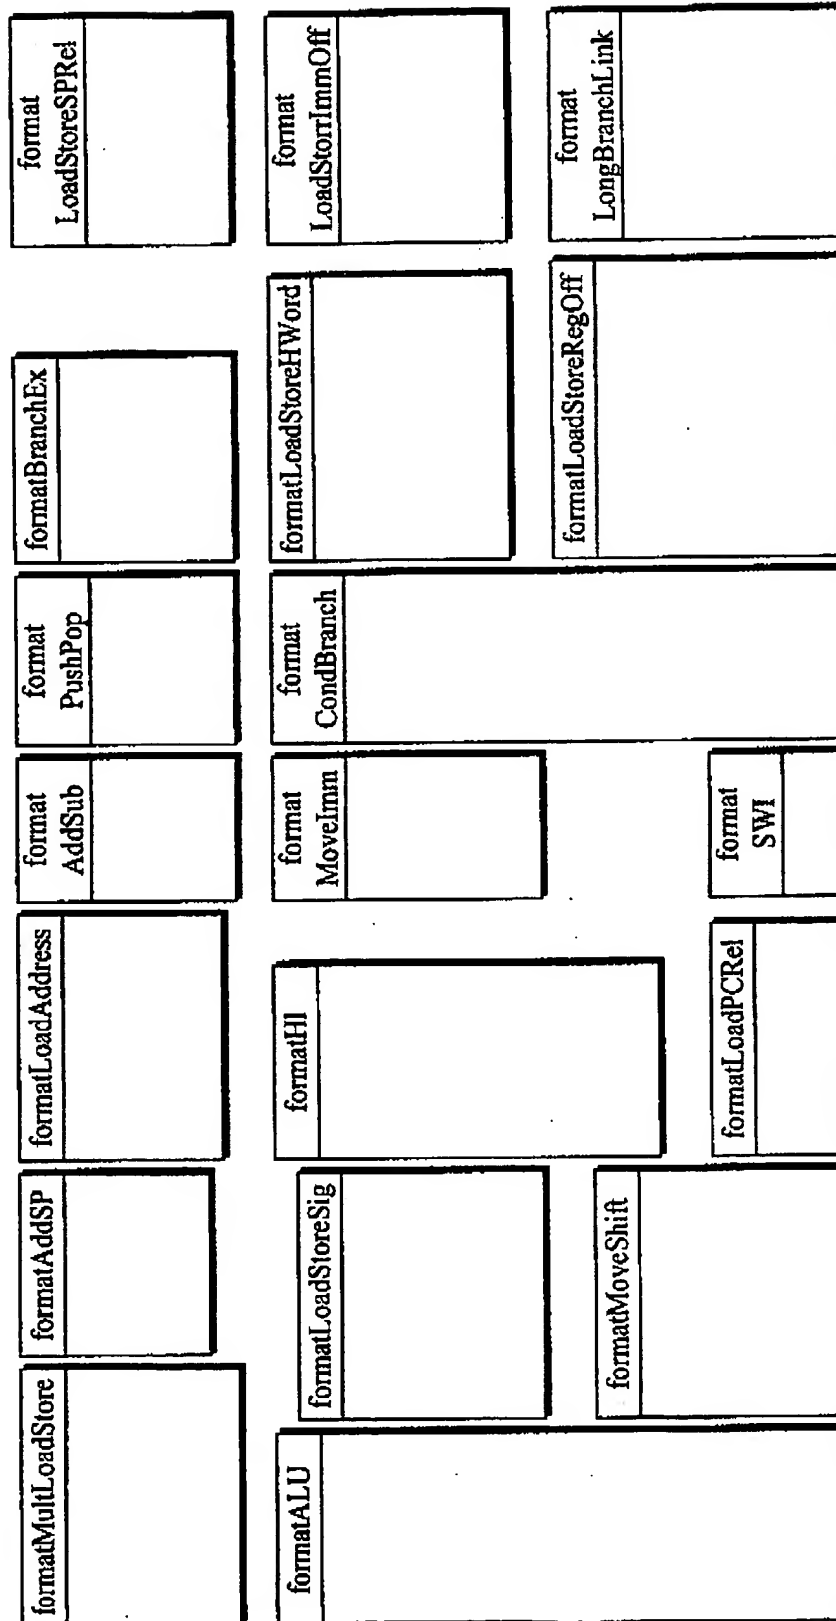 formatMultLoadStore
formatAddSP
formatLoadAddress
format
AddSub
format
PushPop
formatBranchEx
format
LoadStoreSPRel
formatALU
formatLoadStoreSig
formatHI
format
MoveImm
format
CondBranch
formatLoadStoreHWord
format
LoadStorrImmOff
formatMoveShift
formatLoadPCRel
format
SWI
formatLoadStoreRegOff
format
LongBranchLink